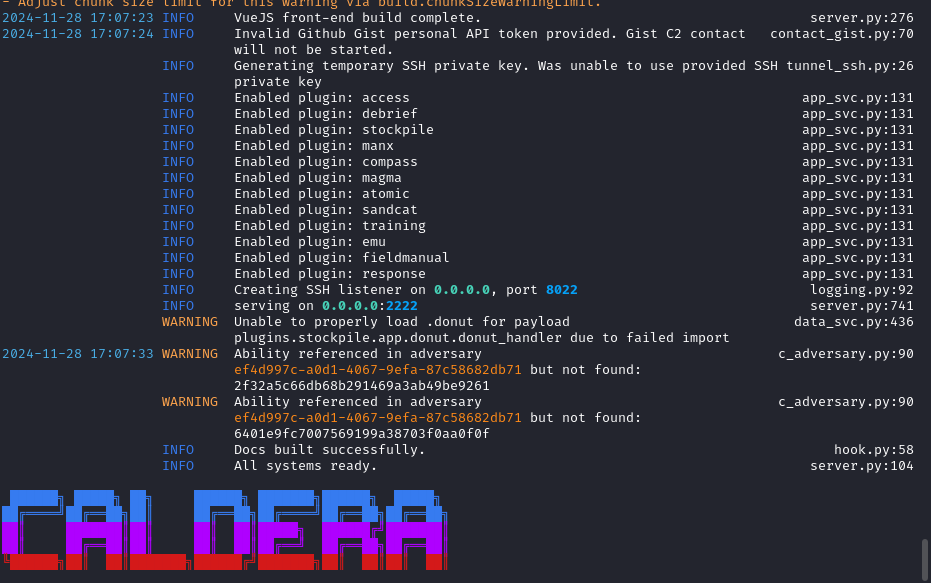 - Adjust chunk size limit for this warning via build.chunkSizeWarningLimit.
2024-11-28 17:07:23 INFO VueJS front-end build complete. server.py:276
2024-11-28 17:07:24 INFO Invalid Github Gist personal API token provided. Gist C2 contact contact_gist.py:70
will not be started.
INFO Generating temporary SSH private key. Was unable to use provided SSH tunnel_ssh.py:26
private key
INFO Enabled plugin: access app_svc.py:131
INFO Enabled plugin: debrief app_svc.py:131
INFO Enabled plugin: stockpile app_svc.py:131
INFO Enabled plugin: manx app_svc.py:131
INFO Enabled plugin: compass app_svc.py:131
INFO Enabled plugin: magma app_svc.py:131
INFO Enabled plugin: atomic app_svc.py:131
INFO Enabled plugin: sandcat app_svc.py:131
INFO Enabled plugin: training app_svc.py:131
INFO Enabled plugin: emu app_svc.py:131
INFO Enabled plugin: fieldmanual app_svc.py:131
INFO Enabled plugin: response app_svc.py:131
INFO Creating SSH listener on 0.0.0.0, port 8022 logging.py:92
INFO serving on 0.0.0.0:2222 server.py:741
WARNING Unable to properly load .donut for payload data_svc.py:436
plugins.stockpile.app.donut.donut_handler due to failed import
2024-11-28 17:07:33 WARNING Ability referenced in adversary c_adversary.py:90
ef4d997c-a0d1-4067-9efa-87c58682db71 but not found:
2f32a5c66db68b291469a3ab49be9261
WARNING Ability referenced in adversary c_adversary.py:90
ef4d997c-a0d1-4067-9efa-87c58682db71 but not found:
6401e9fc7007569199a38703f0aa0f0f
INFO Docs built successfully. hook.py:58
INFO All systems ready. server.py:104
CALDERA